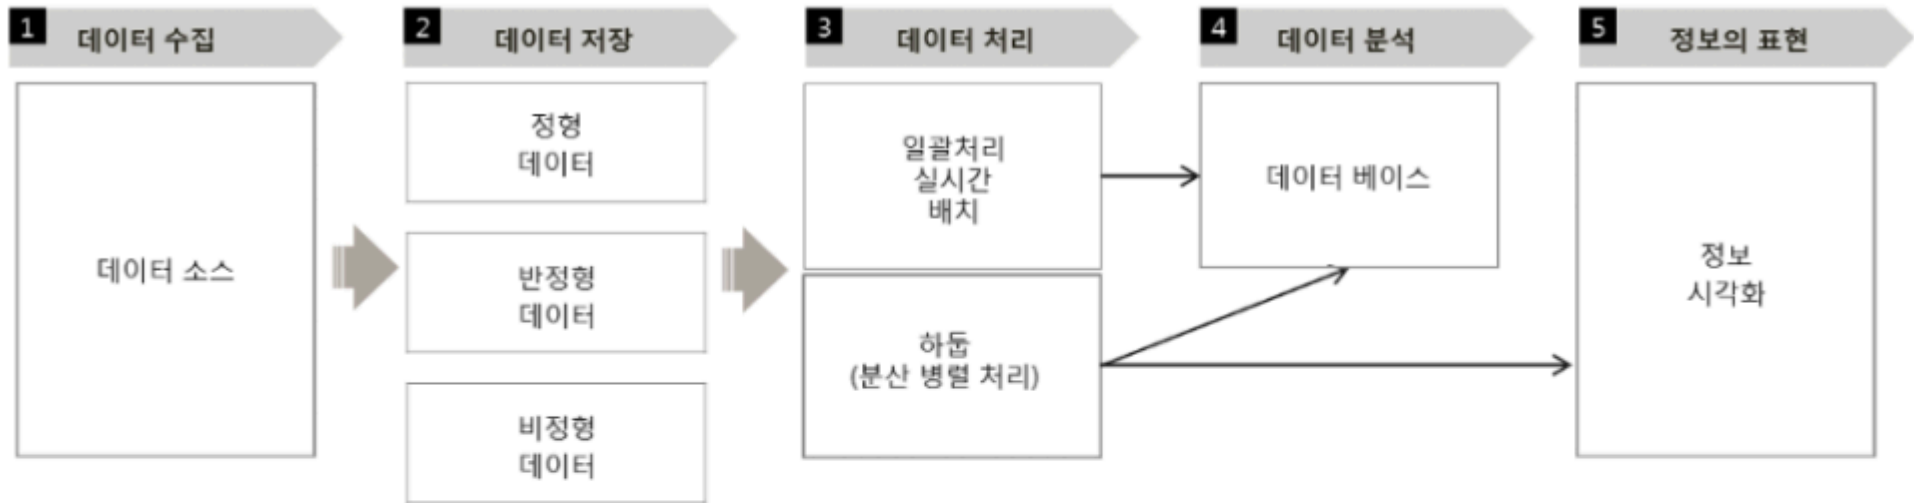 1 데이터 수집
2 데이터 저장
3 데이터 처리
4 데이터 분석
5 정보의 표현
데이터 소스
정형
데이터
반정형
데이터
비정형
데이터
일괄처리
실시간
배치
하둡
(분산 병렬 처리)
데이터 베이스
정보
시각화